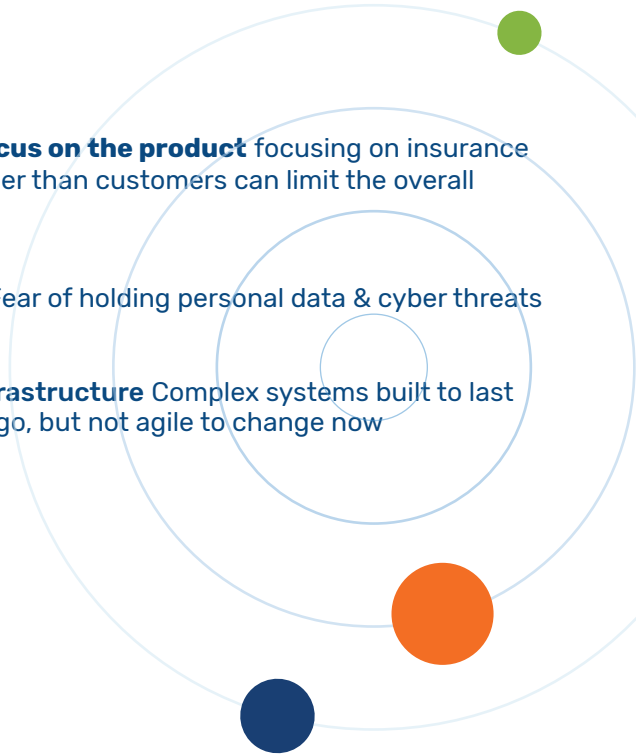 cus on the product focusing on insurance
er than customers can limit the overall
Fear of holding personal data & cyber threats
rastructure Complex systems built to last
go, but not agile to change now